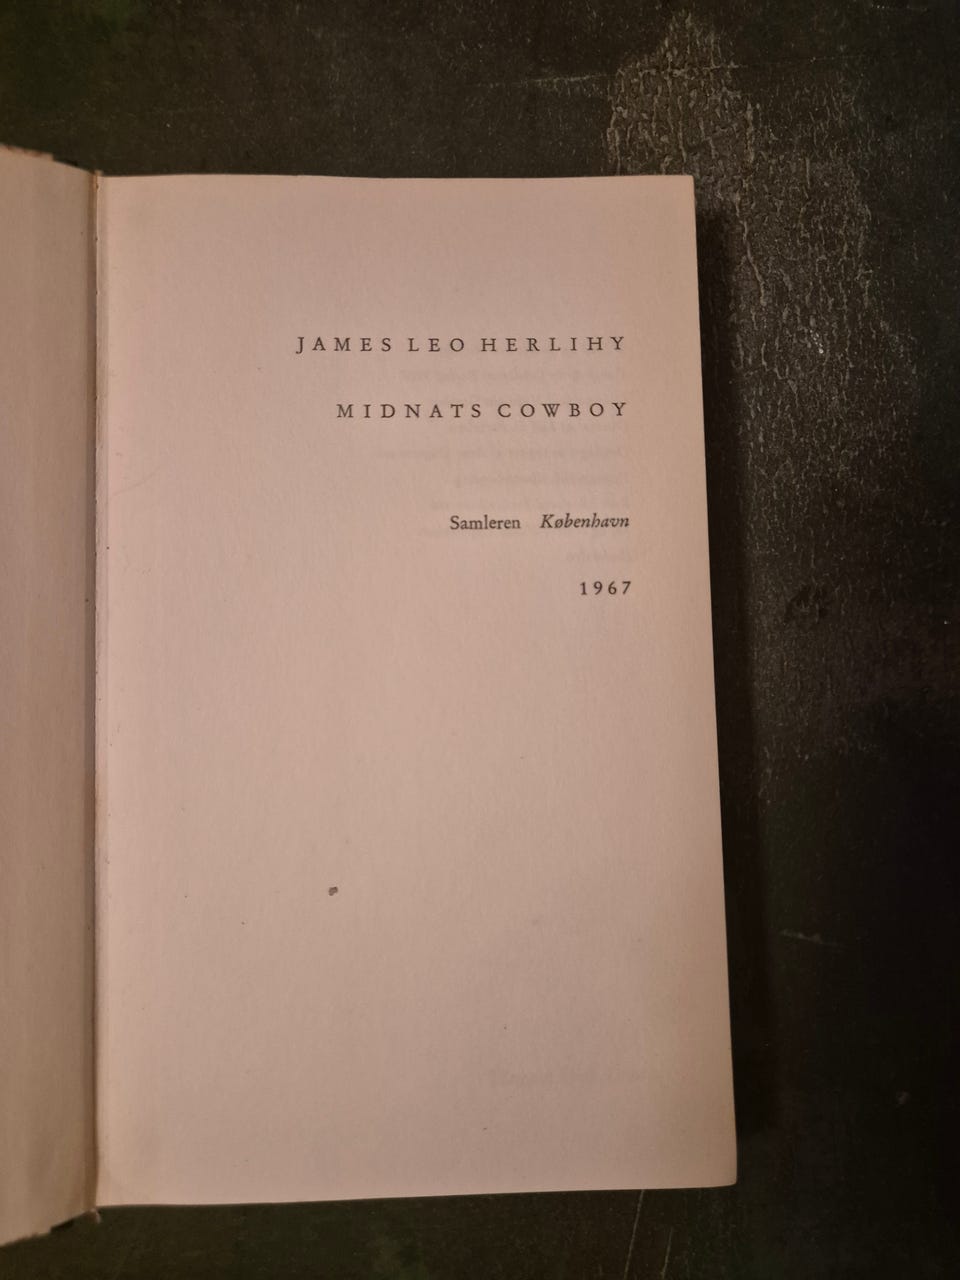 JAMES LEO HERLIHY
MIDNATS COWBOY
Samleren København
1967